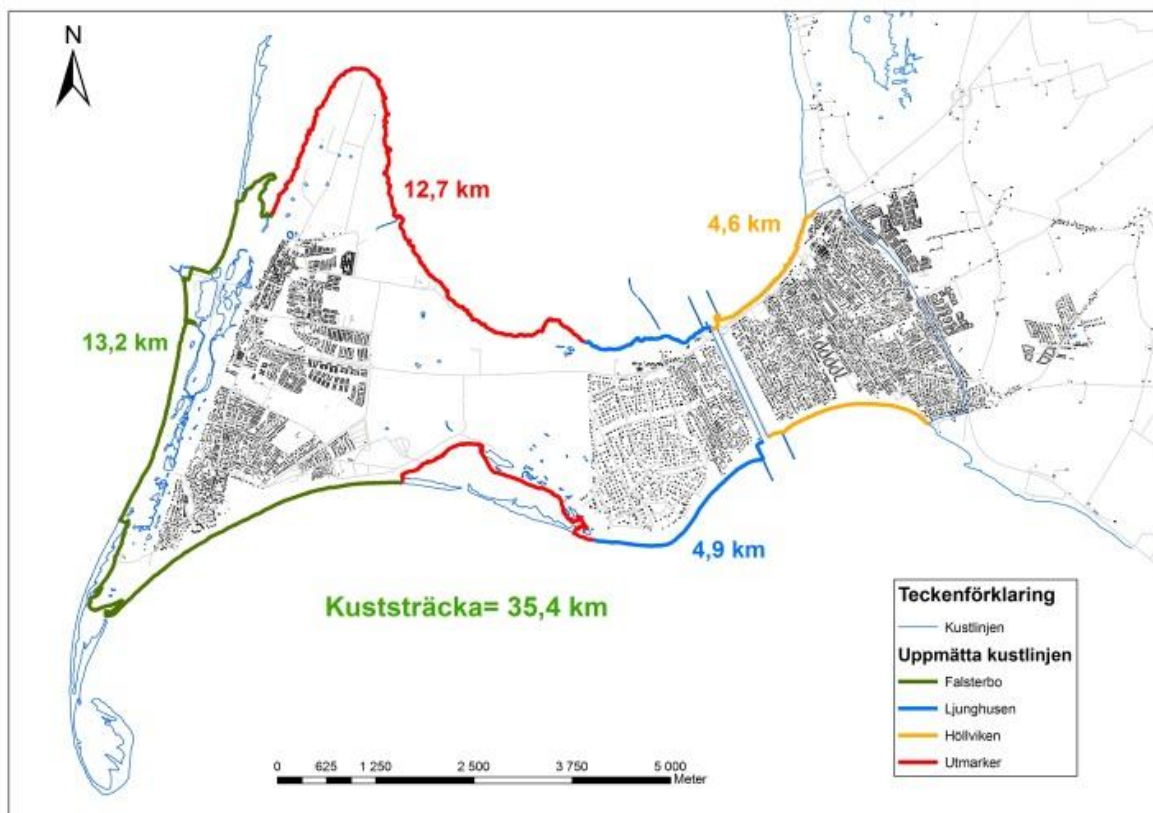 N
12,7 km
4,6 km
13,2 km
4,9 km
Kuststräcka= 35,4 km
Teckenförklaring
Kustlinjen
Uppmätta kustlinjen
Falsterbo
Ljunghusen
Höllviken
Utmarker
0 625 1 250 2 500 3 750 5 000
Meter